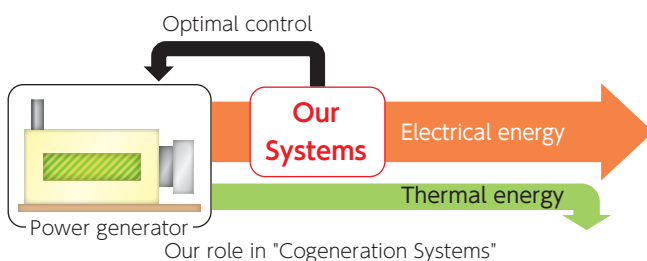 Optimal control
Our
Systems
Electrical energy
Thermal energy
Power generator
Our role in "Cogeneration Systems"